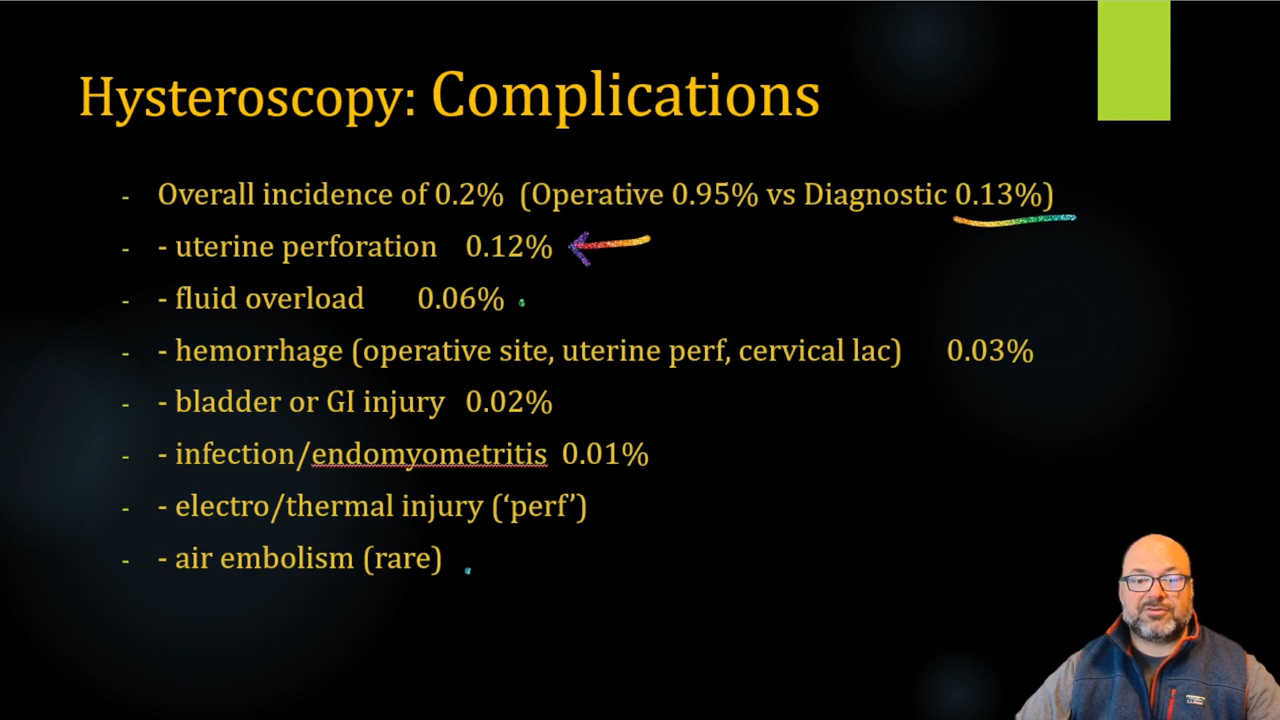 Hysteroscopy: Complications
- Overall incidence of 0.2% (Operative 0.95% vs Diagnostic 0.13%)
- - uterine perforation 0.12%
- - fluid overload 0.06%
- - hemorrhage (operative site, uterine perf, cervical lac) 0.03%
- - bladder or GI injury 0.02%
- - infection/endomyometritis 0.01%
- - electro/thermal injury (‘perf’)
- - air embolism (rare)